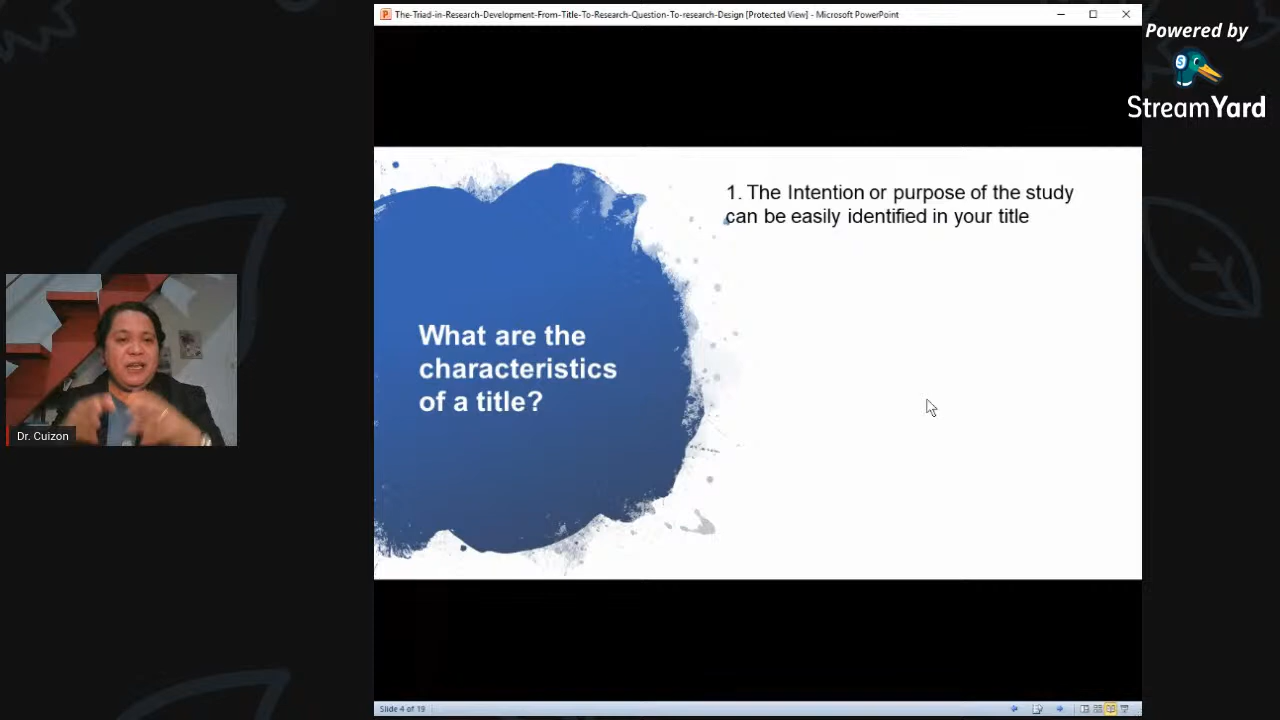 The-Triad-in-Research-Development-From-Title-To-Research-Question-To-research-Design [Protected View] - Microsoft PowerPoint
Powered by
S
StreamYard
1. The Intention or purpose of the study
can be easily identified in your title
What are the
characteristics
of a title?
Dr. Cuizon
Slide 4 of 19